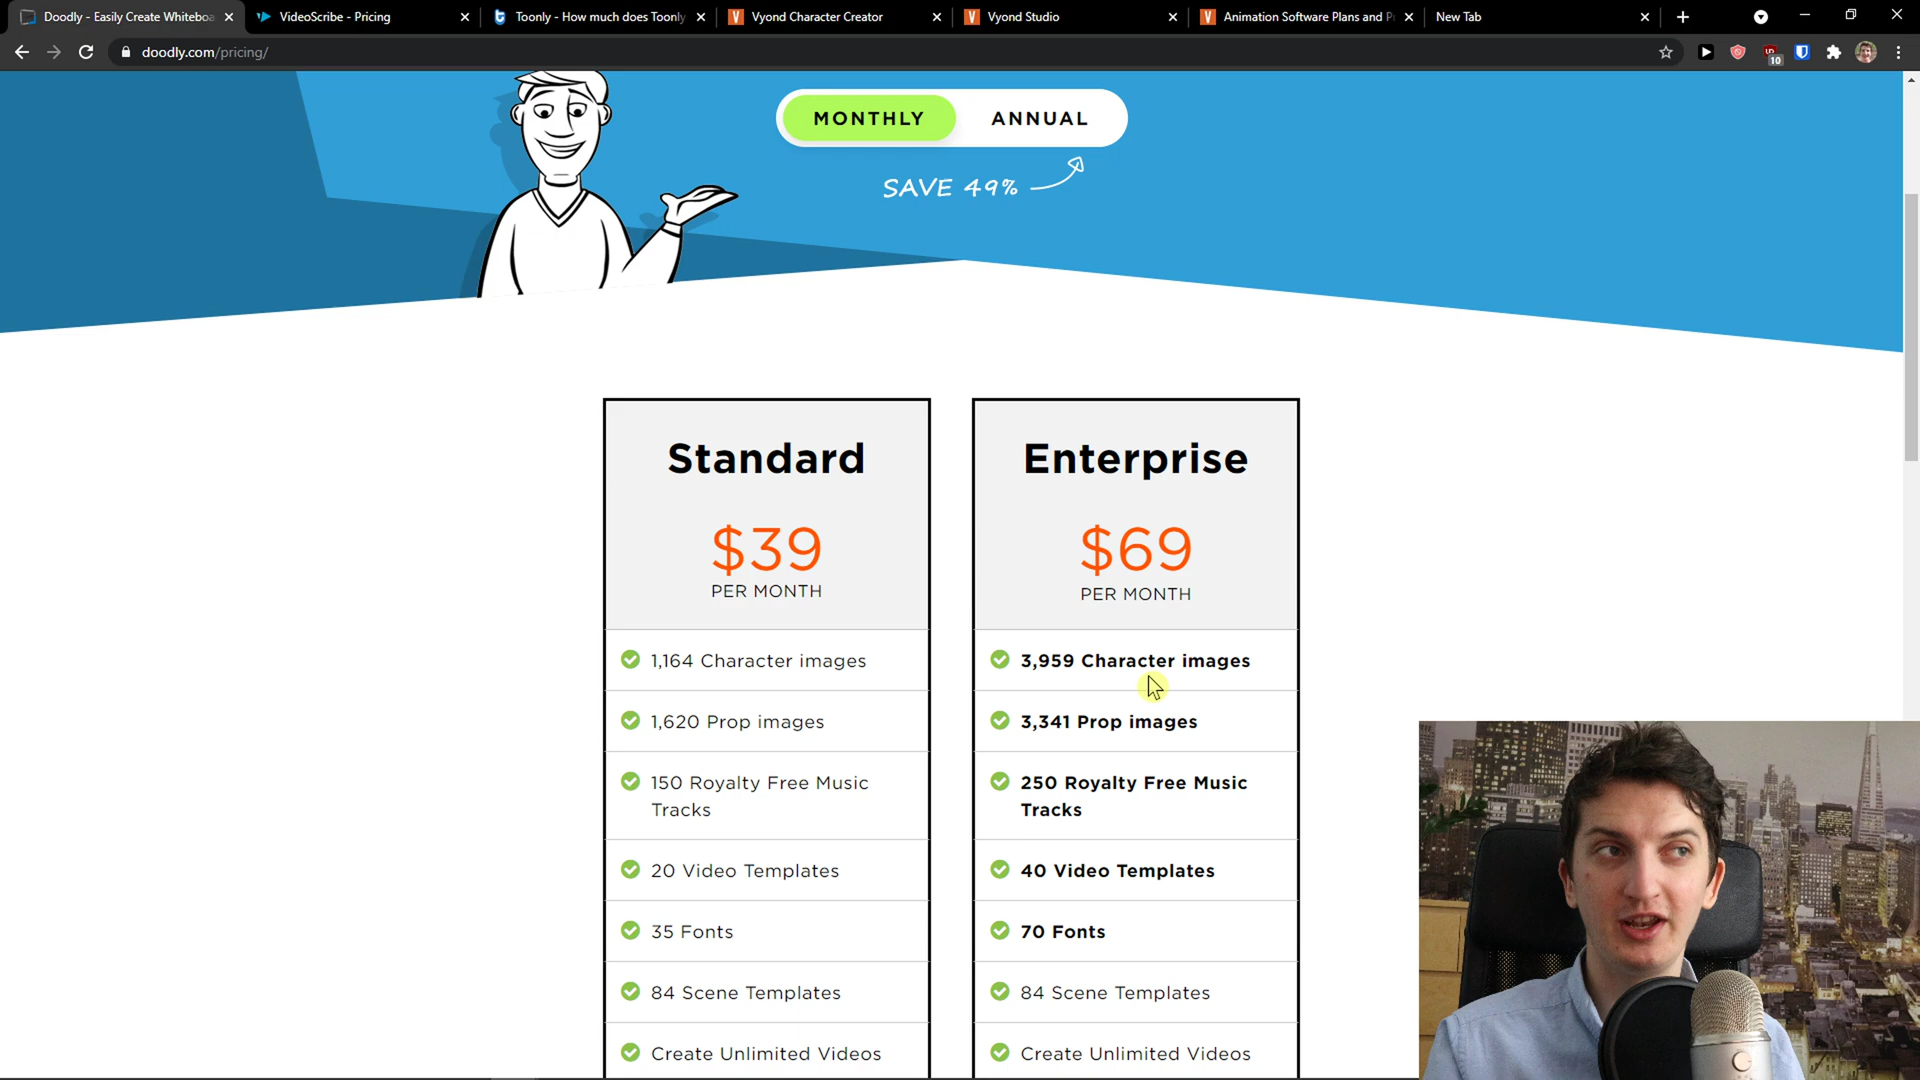 Doodly - Easily Create Whiteboa
VideoScribe - Pricing
Toonly - How much does Toonly
Vyond Character Creator
Vyond Studio
Animation Software Plans and P
New Tab
doodly.com/pricing/
10
MONTHLY
ANNUAL
SAVE 49%
Standard
$39
PER MONTH
1,164 Character images
1,620 Prop images
150 Royalty Free Music
Tracks
20 Video Templates
35 Fonts
84 Scene Templates
Create Unlimited Videos
Enterprise
$69
PER MONTH
3,959 Character images
3,341 Prop images
250 Royalty Free Music
Tracks
40 Video Templates
70 Fonts
84 Scene Templates
Create Unlimited Videos